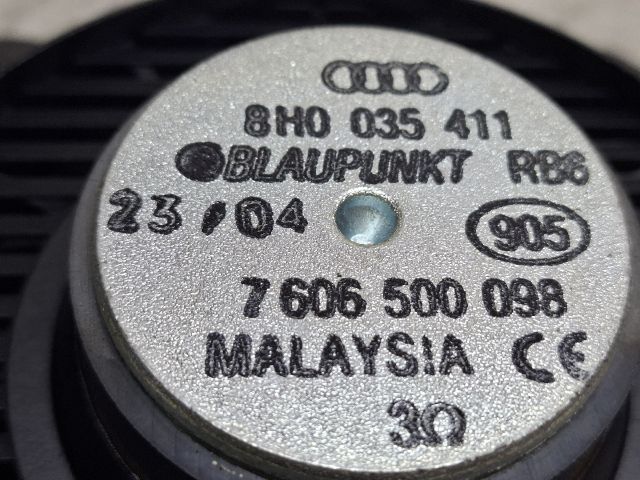 8H0 035 411
BLAUPUNKT RB6
23/04 905
7 606 500 098
MALAYSIA CE
3Ω